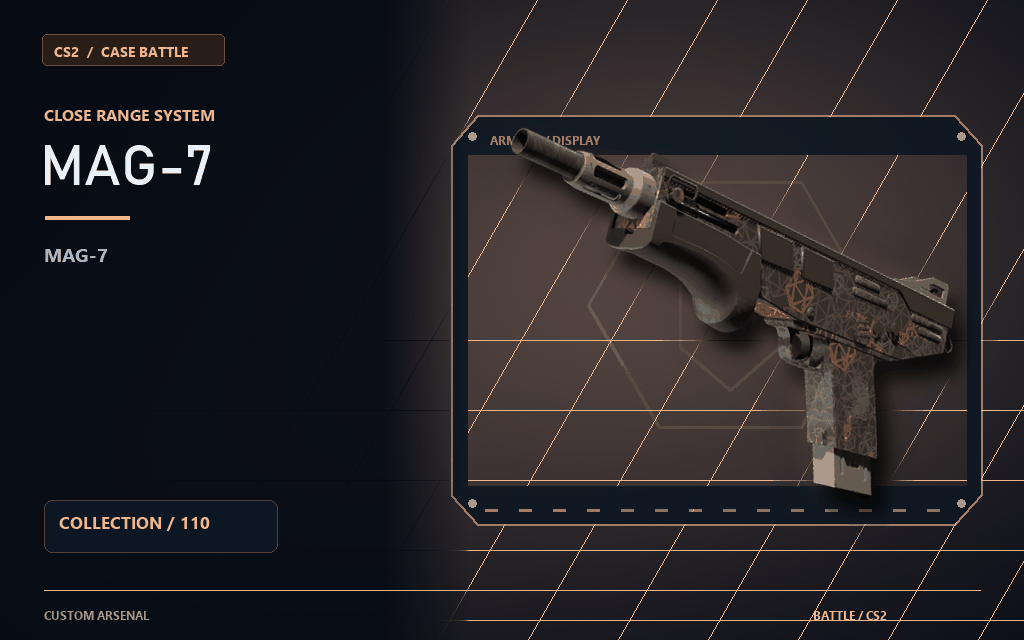 CS2 / CASE BATTLE
CLOSE RANGE SYSTEM
MAG-7
MAG-7
COLLECTION / 110
CUSTOM ARSENAL
/ DISPLAY
BATTLE / CS2